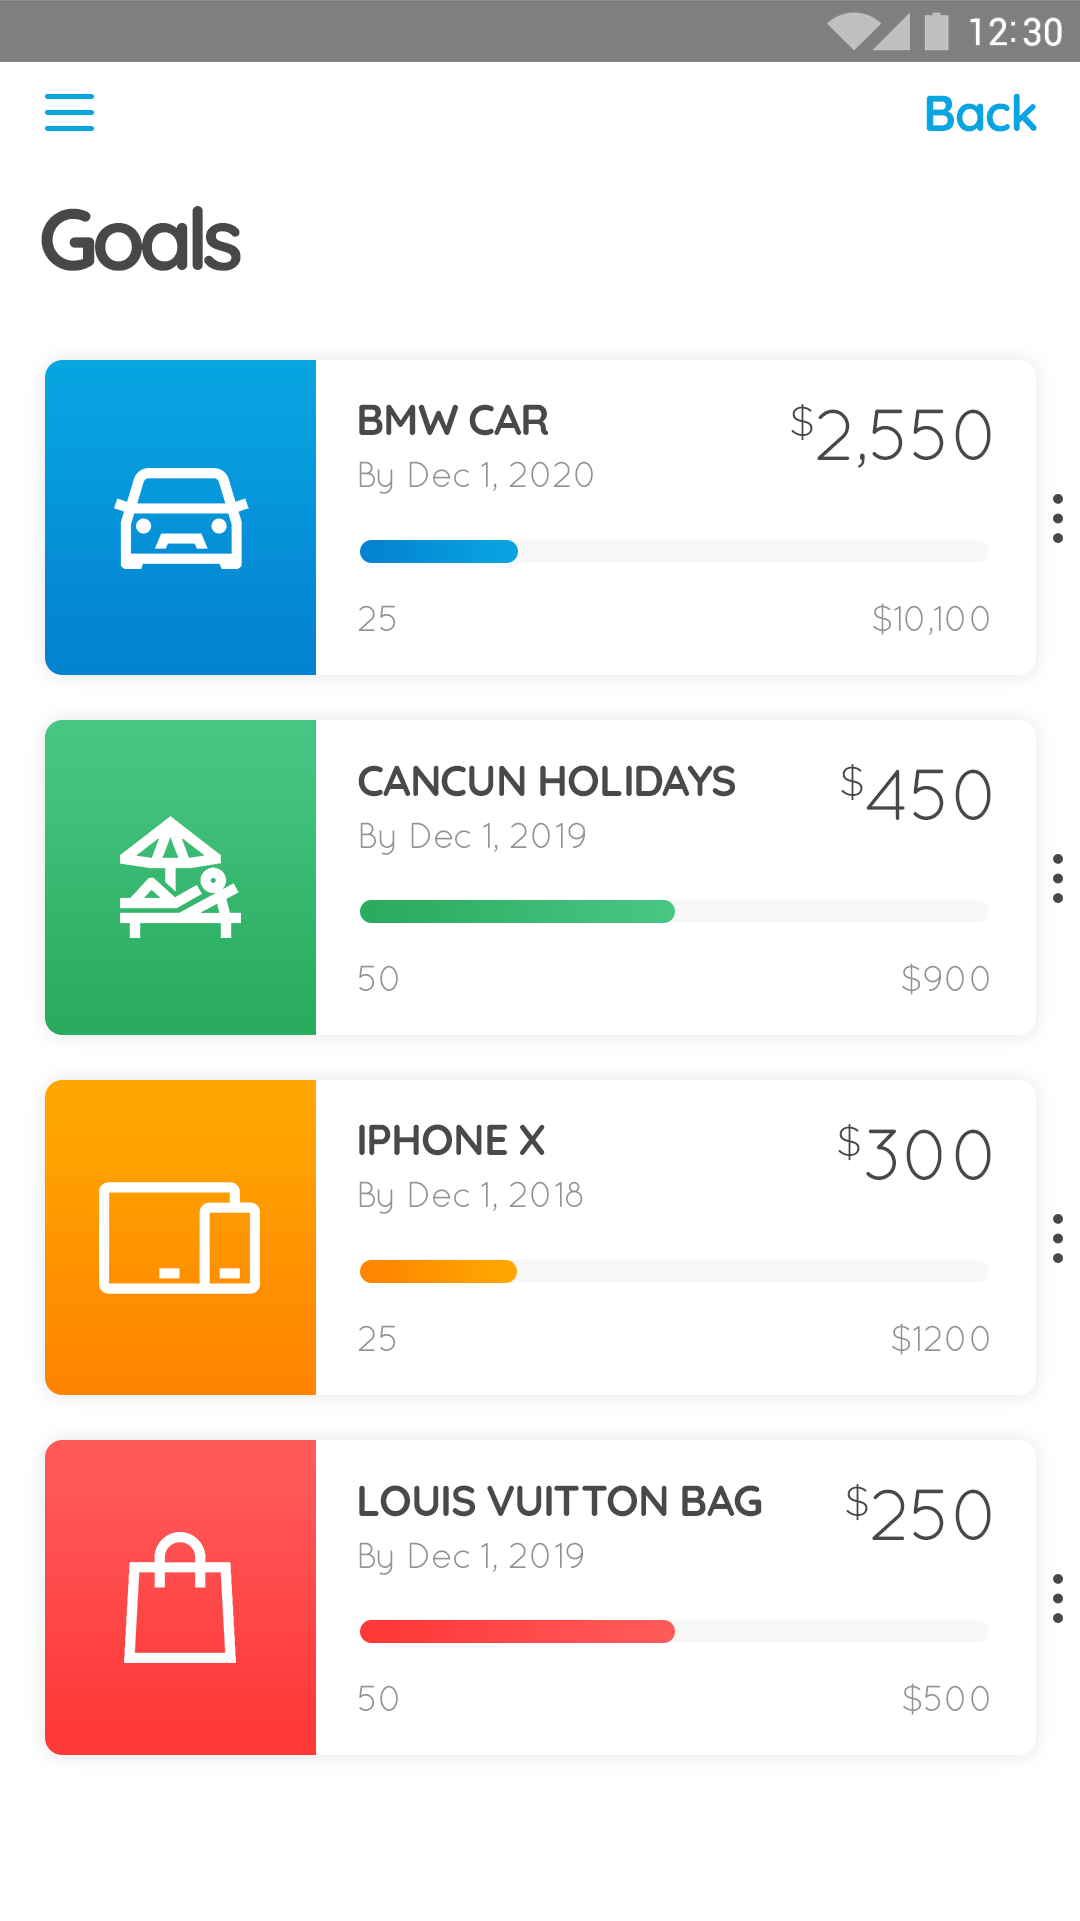 12:30
Back
Goals
BMW CAR
$2,550
By Dec 1, 2020
25
$10,100
CANCUN HOLIDAYS
$450
By Dec 1, 2019
50
$900
IPHONE X
$300
By Dec 1, 2018
25
$1200
LOUIS VUITTON BAG
$250
By Dec 1, 2019
50
$500